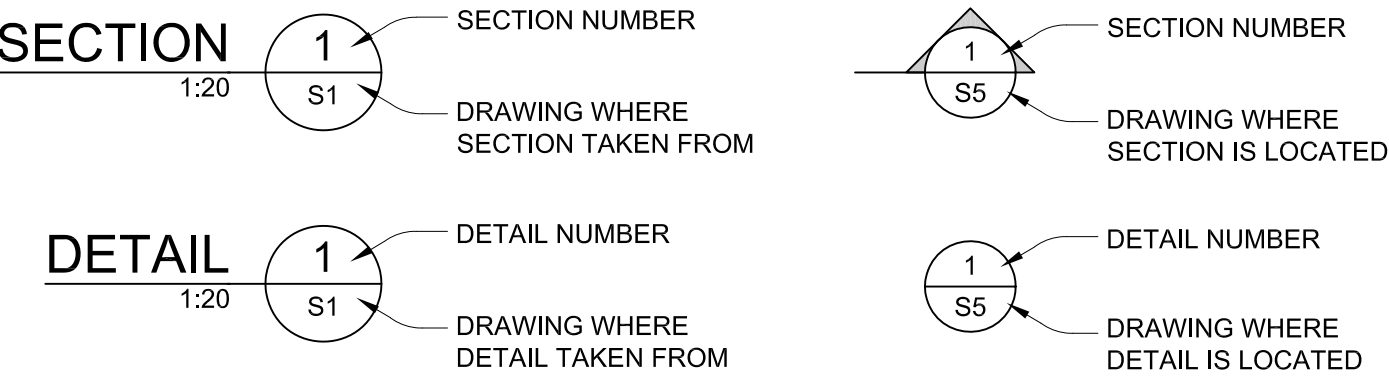 SECTION
1:20
1
S1
SECTION NUMBER
DRAWING WHERE
SECTION TAKEN FROM
1
S5
SECTION NUMBER
DRAWING WHERE
SECTION IS LOCATED
DETAIL
1:20
1
S1
DETAIL NUMBER
DRAWING WHERE
DETAIL TAKEN FROM
1
S5
DETAIL NUMBER
DRAWING WHERE
DETAIL IS LOCATED